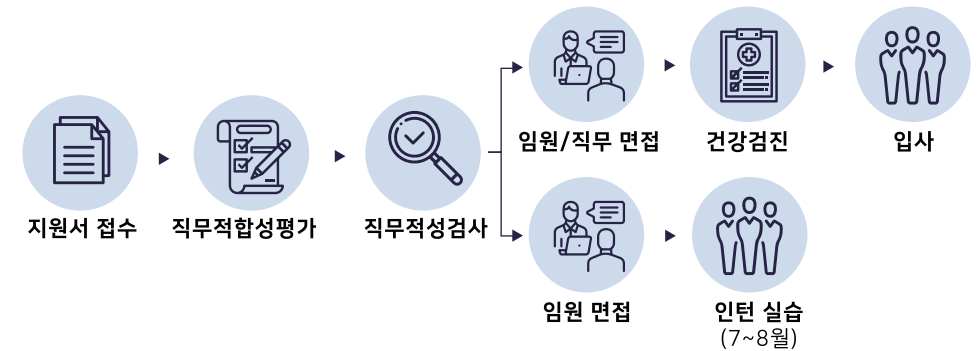 지원서 접수
직무적합성평가
직무적성검사
임원/직무 면접
건강검진
입사
임원 면접
인턴 실습
(7~8월)